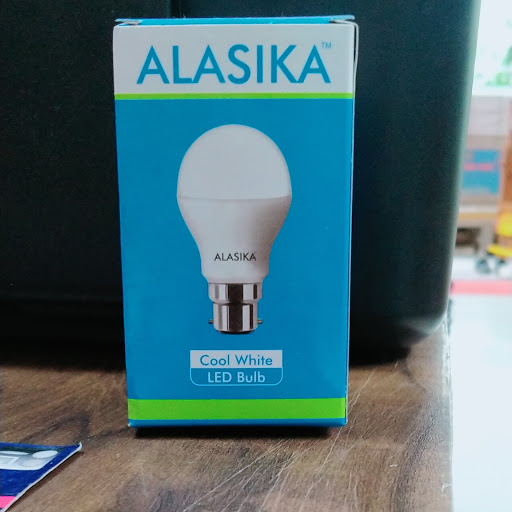 ALASIKA™
ALASIKA
Cool White
LED Bulb